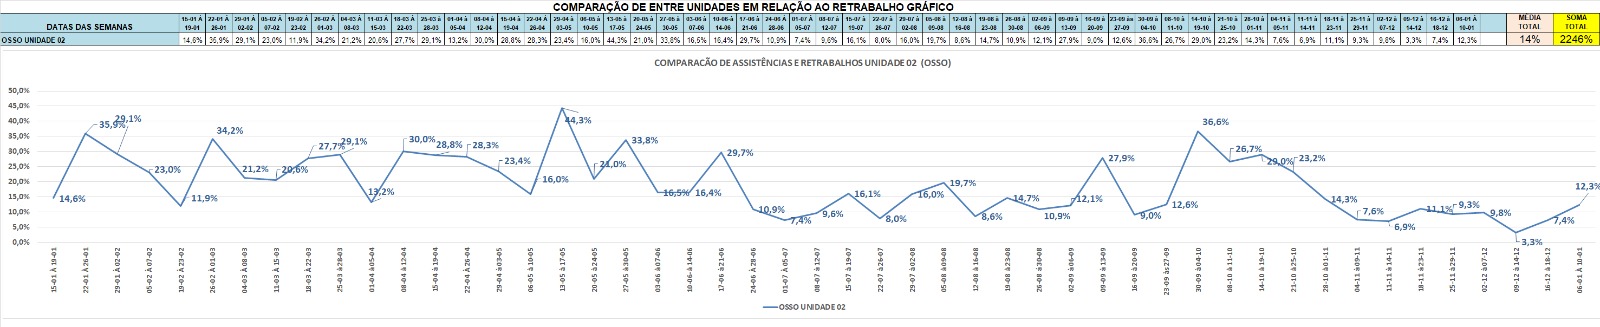 COMPARAÇÃO DE ENTRE UNIDADES EM RELAÇÃO AO RETRABALHO GRÁFICO
DATAS DAS SEMANAS 15-01 À 19-01 22-01 À 26-01 29-01 À 02-02 05-02 À 07-02 19-02 À 23-02 26-02 À 01-03 04-03 À 08-03 11-03 À 15-03 18-03 à 22-03 25-03 à 28-03 01-04 à 05-04 08-04 à 12-04 15-04 à 19-04 22-04 À 26-04 29-04 à 03-05 06-05 à 10-05 13-05 à 17-05 20-05 à 24-05 27-05 à 30-05 03-06 à 07-06 10-06 à 14-06 17-06 à 21-06 24-06 à 28-06 01-07 À 05-07 08-07 à 12-07 15-07 à 19-07 22-07 à 26-07 29-07 à 02-08 05-08 à 09-08 12-08 à 16-08 19-08 à 23-08 26-08 à 30-08 02-09 à 06-09 09-09 à 13-09 16-09 à 20-09 23-09 às 27-09 30-09 à 04-10 08-10 à 11-10 14-10 à 19-10 21-10 à 25-10 28-10 à 01-11 04-11 à 09-11 11-11 à 14-11 18-11 à 23-11 25-11 à 29-11 02-12 à 07-12 09-12 à 14-12 16-12 à 18-12 06-01 À 10-01 MÉDIA TOTAL SOMA TOTAL
OSSO UNIDADE 02 14,6% 35,9% 29,1% 23,0% 11,9% 34,2% 21,2% 20,6% 27,7% 29,1% 13,2% 30,0% 28,8% 28,3% 23,4% 16,0% 44,3% 21,0% 33,8% 16,5% 16,4% 29,7% 10,9% 7,4% 9,6% 16,1% 8,0% 16,0% 19,7% 8,6% 14,7% 10,9% 12,1% 27,9% 9,0% 12,6% 36,6% 26,7% 29,0% 23,2% 14,3% 7,6% 6,9% 11,1% 9,3% 9,8% 3,3% 7,4% 12,3% 14% 2246%
COMPARACÃO DE ASSISTÊNCIAS E RETRABALHOS UNIDADE 02 (OSSO)
50,0%
45,0%
40,0%
35,0%
30,0%
25,0%
20,0%
15,0%
10,0%
5,0%
0,0%
14,6% 35,9% 29,1% 23,0% 11,9% 34,2% 21,2% 20,6% 27,7% 29,1% 13,2% 30,0% 28,8% 28,3% 23,4% 16,0% 44,3% 21,0% 33,8% 16,5% 16,4% 29,7% 10,9% 7,4% 9,6% 16,1% 8,0% 16,0% 19,7% 8,6% 14,7% 10,9% 12,1% 27,9% 9,0% 12,6% 36,6% 26,7% 29,0% 23,2% 14,3% 7,6% 6,9% 11,1% 9,3% 9,8% 3,3% 7,4% 12,3%
15-01 À 19-01
22-01 À 26-01
29-01 À 02-02
05-02 À 07-02
19-02 À 23-02
26-02 À 01-03
04-03 À 08-03
11-03 À 15-03
18-03 à 22-03
25-03 à28-03
01-04 à05-04
08-04 à 12-04
15-04 à 19-04
22-04 À 26-04
29-04 à03-05
06-05 à10-05
13-05 à 17-05
20-05 à24-05
27-05 à30-05
03-06 à07-06
10-06 à14-06
17-06 à21-06
24-06 à 28-06
01-07 À 05-07
08-07 à 12-07
15-07 à19-07
22-07 à26-07
29-07 à02-08
05-08 à 09-08
12-08 à 16-08
19-08 à23-08
26-08 à30-08
02-09 à 06-09
09-09 à13-09
16-09 à20-09
23-09 às27-09
30-09 à04-10
08-10 à11-10
14-10 à19-10
21-10 à25-10
28-10 à01-11
04-11 à09-11
11-11 à14-11
18-11 à23-11
25-11 à29-11
02-12 à07-12
09-12 à14-12
16-12 à 18-12
06-01 À 10-01
OSSO UNIDADE 02